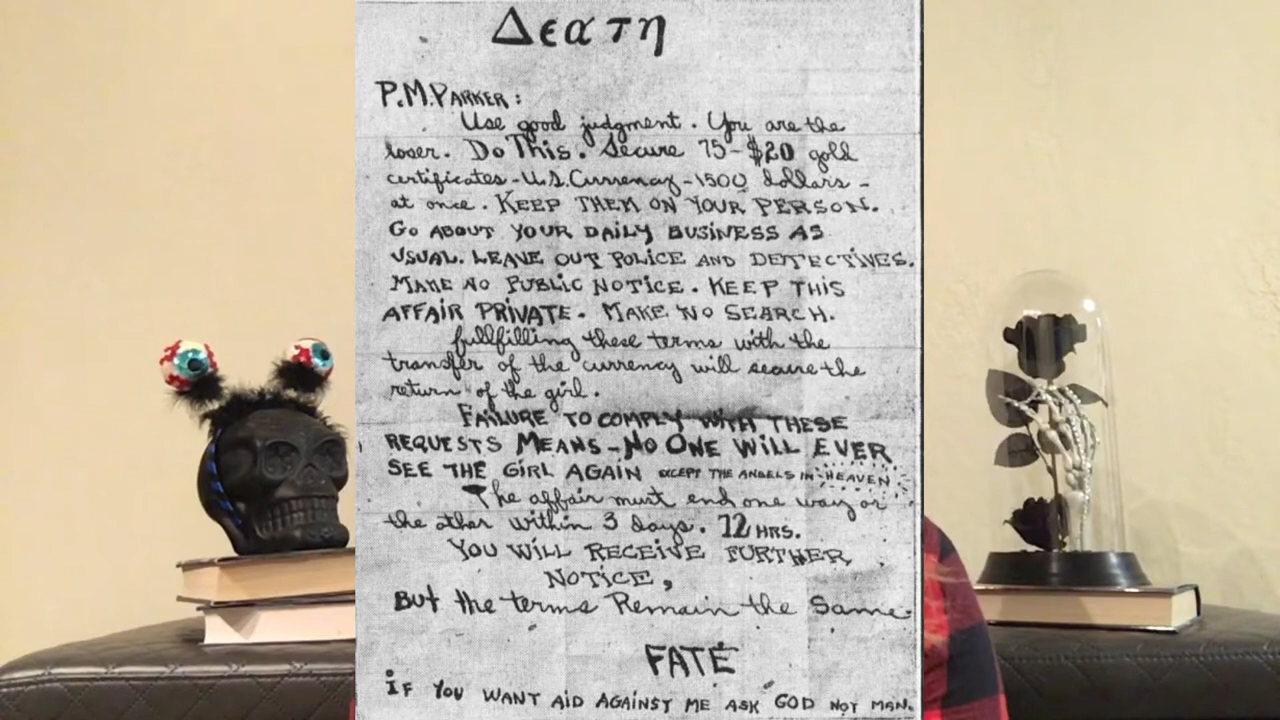 Δεατη
P.M. PARKER:
Use good judgment. You are the
loser. Do This. Secure 75-$20 gold
certificates-U.S. Currency-1500 dollars-
at once. KEEP THEM ON YOUR PERSON.
GO ABOUT YOUR DAILY BUSINESS AS
USUAL. LEAVE OUT POLICE AND DETECTIVES.
MAKE NO PUBLIC NOTICE. KEEP THIS
AFFAIR PRIVATE. MAKE NO SEARCH.
fullfilling these terms with the
transfer of the currency will secure the
return of the girl.
FAILURE TO COMPLY WITH THESE
REQUESTS MEANS-NO ONE WILL EVER
SEE THE GIRL AGAIN EXCEPT THE ANGELS IN HEAVEN
The affair must end one way or
the other within 3 days. 72 HRS.
YOU WILL RECEIVE FURTHER
NOTICE,
But the terms Remain the Same.
FATE
IF YOU WANT AID AGAINST ME ASK GOD NOT MAN.